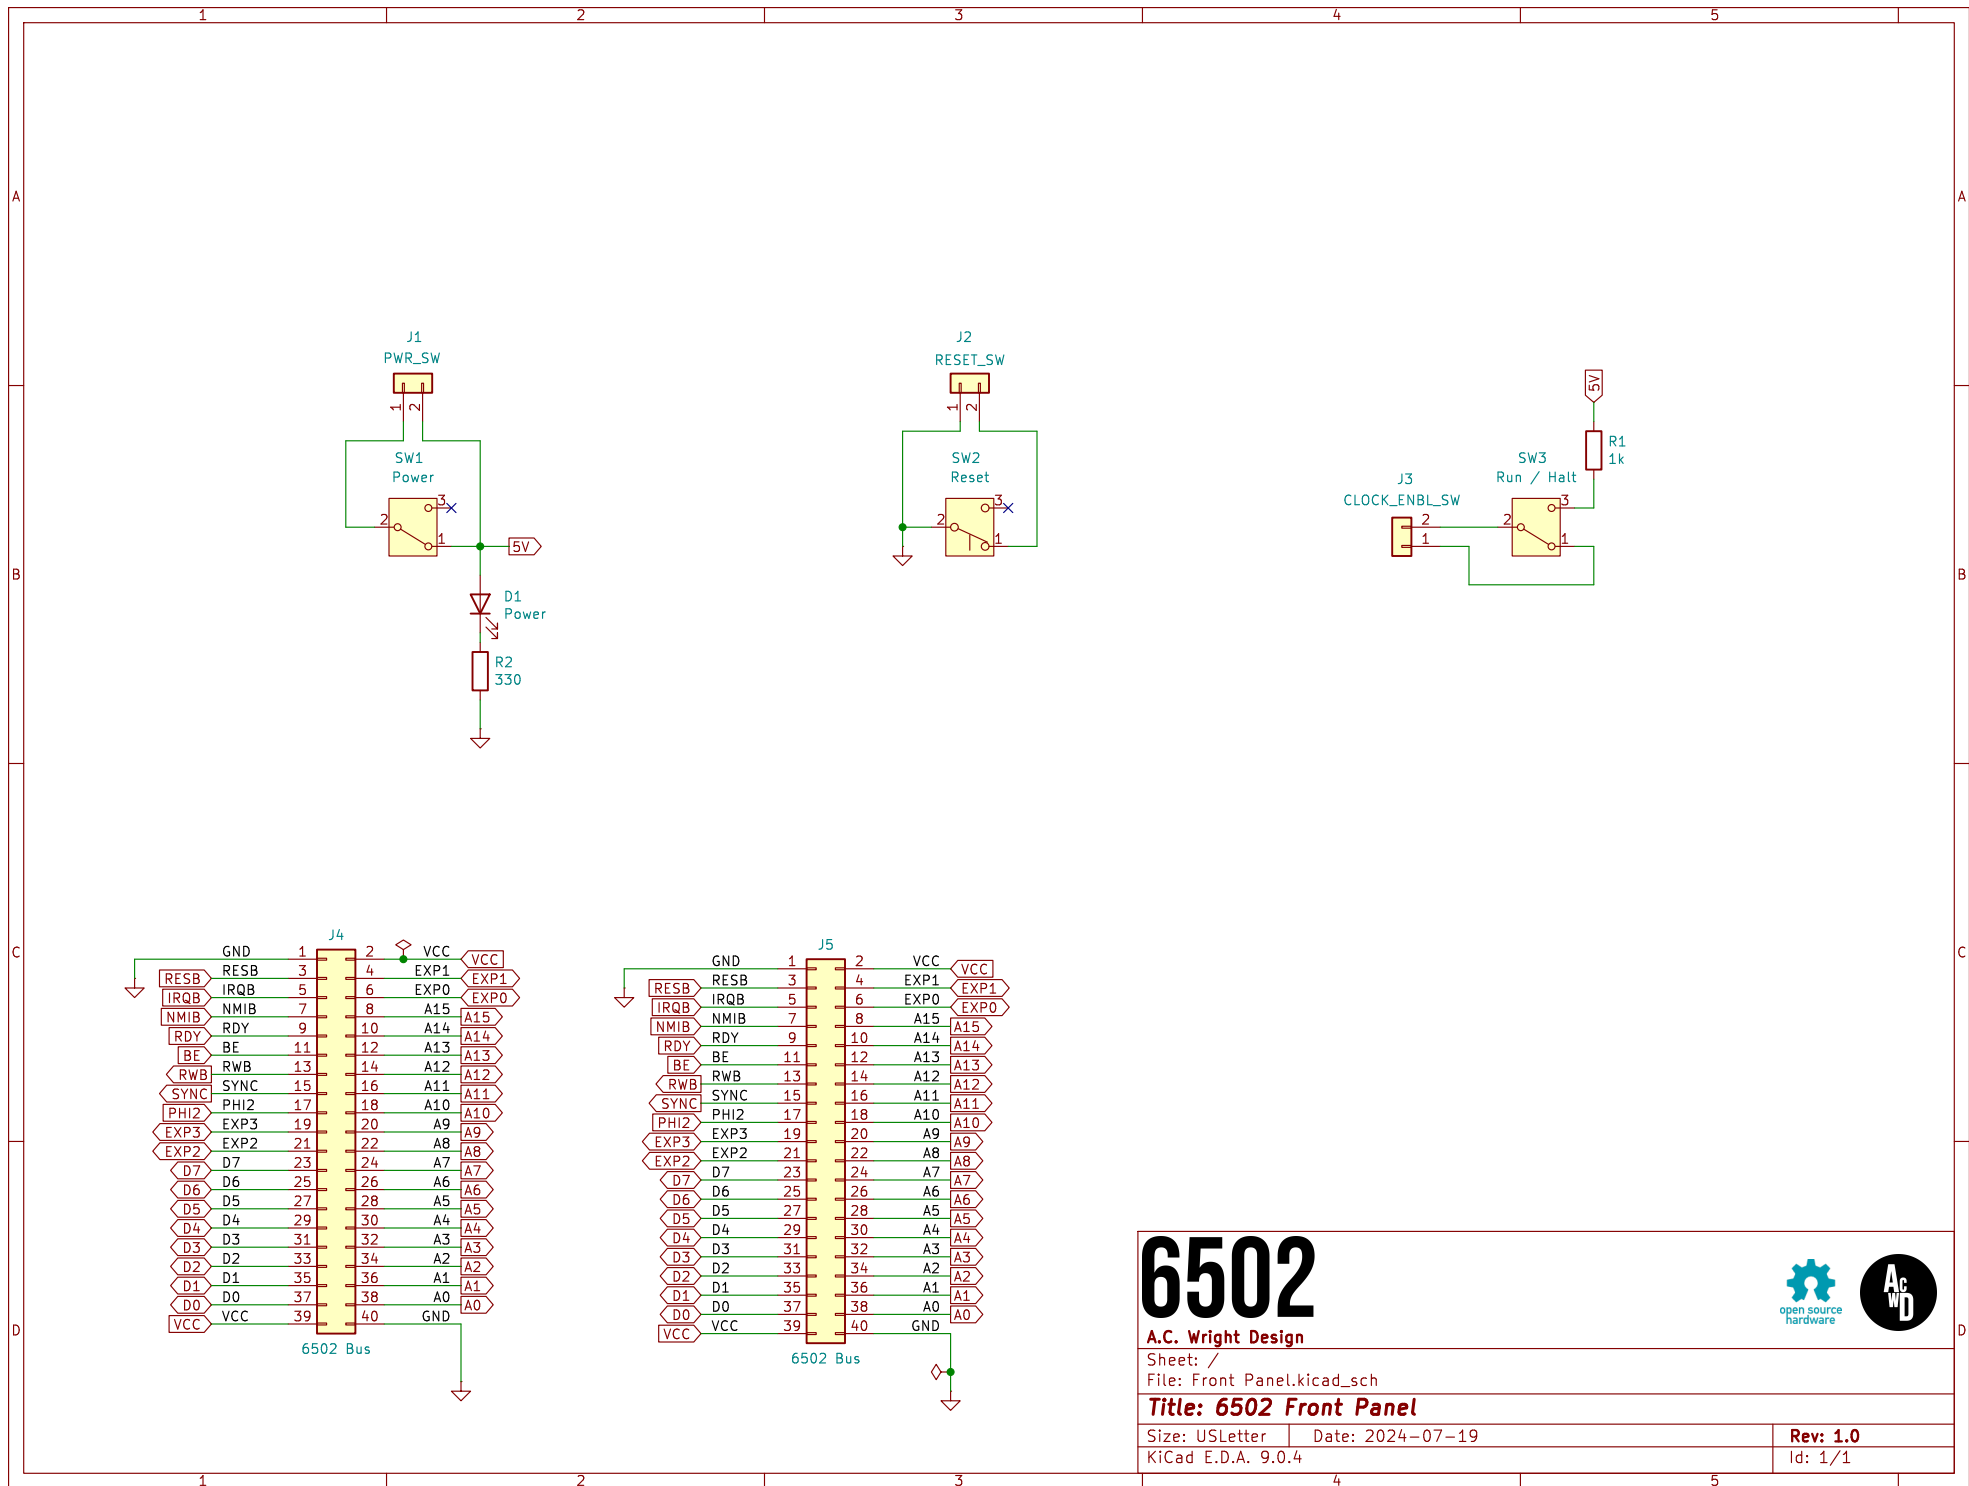 1 2 3 4 5
A A
J1
PWR_SW
1 2
SW1
Power
3
2
1
5V
D1
Power
R2
330
J2
RESET_SW
1 2
SW2
Reset
3
2
1
5V
R1
1k
SW3
Run / Halt
3
2
1
J3
CLOCK_ENBL_SW
2
1
B B
C C
J4
GND 1 2 VCC VCC
RESB RESB 3 4 EXP1 EXP1
IRQB IRQB 5 6 EXP0 EXP0
NMIB NMIB 7 8 A15 A15
RDY RDY 9 10 A14 A14
BE BE 11 12 A13 A13
RWB RWB 13 14 A12 A12
SYNC SYNC 15 16 A11 A11
PHI2 PHI2 17 18 A10 A10
EXP3 EXP3 19 20 A9 A9
EXP2 EXP2 21 22 A8 A8
D7 D7 23 24 A7 A7
D6 D6 25 26 A6 A6
D5 D5 27 28 A5 A5
D4 D4 29 30 A4 A4
D3 D3 31 32 A3 A3
D2 D2 33 34 A2 A2
D1 D1 35 36 A1 A1
D0 D0 37 38 A0 A0
VCC VCC 39 40 GND
6502 Bus
J5
GND 1 2 VCC VCC
RESB RESB 3 4 EXP1 EXP1
IRQB IRQB 5 6 EXP0 EXP0
NMIB NMIB 7 8 A15 A15
RDY RDY 9 10 A14 A14
BE BE 11 12 A13 A13
RWB RWB 13 14 A12 A12
SYNC SYNC 15 16 A11 A11
PHI2 PHI2 17 18 A10 A10
EXP3 EXP3 19 20 A9 A9
EXP2 EXP2 21 22 A8 A8
D7 D7 23 24 A7 A7
D6 D6 25 26 A6 A6
D5 D5 27 28 A5 A5
D4 D4 29 30 A4 A4
D3 D3 31 32 A3 A3
D2 D2 33 34 A2 A2
D1 D1 35 36 A1 A1
D0 D0 37 38 A0 A0
VCC VCC 39 40 GND
6502 Bus
D D
6502
open source
hardware
ACWD
A.C. Wright Design
Sheet: /
File: Front Panel.kicad_sch
Title: 6502 Front Panel
Size: USLetter Date: 2024-07-19 Rev: 1.0
KiCad E.D.A. 9.0.4 Id: 1/1
1 2 3 4 5